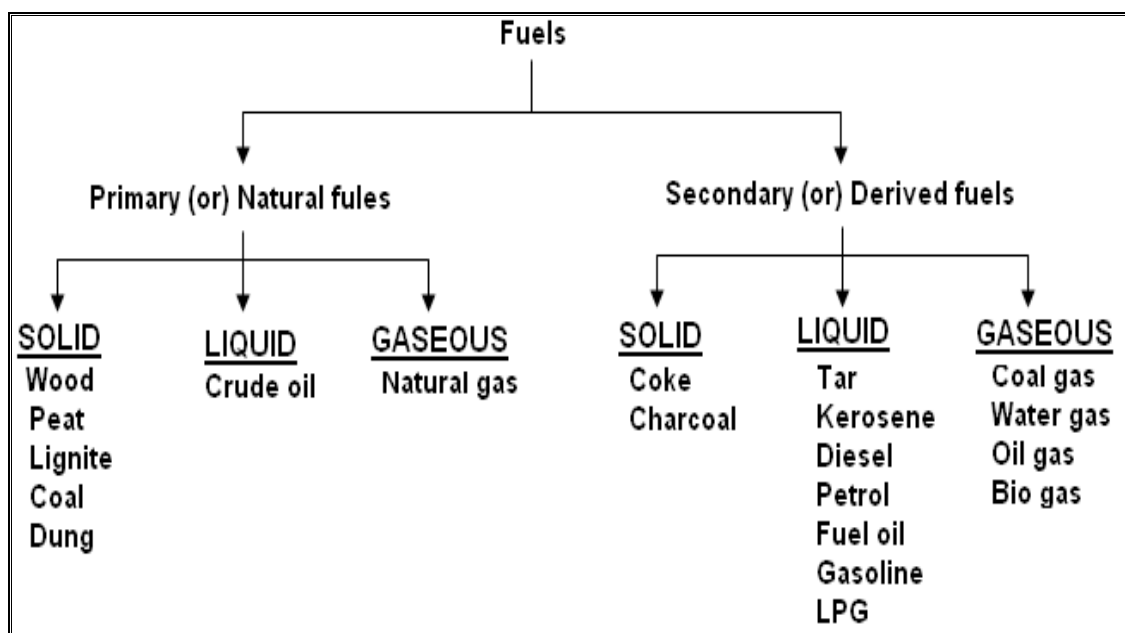 Fuels
Primary (or) Natural fules
Secondary (or) Derived fuels
SOLID
Wood
Peat
Lignite
Coal
Dung
LIQUID
Crude oil
GASEOUS
Natural gas
SOLID
Coke
Charcoal
LIQUID
Tar
Kerosene
Diesel
Petrol
Fuel oil
Gasoline
LPG
GASEOUS
Coal gas
Water gas
Oil gas
Bio gas